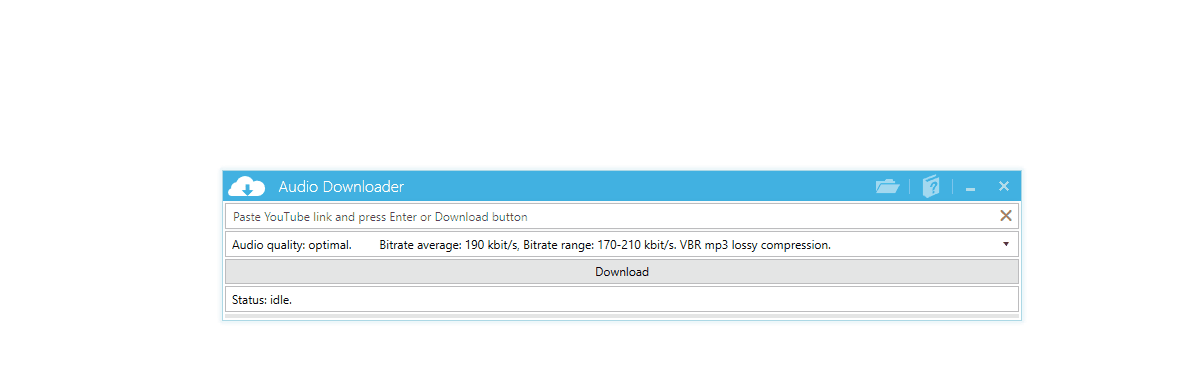 Audio Downloader
Paste YouTube link and press Enter or Download button
Audio quality: optimal. Bitrate average: 190 kbit/s, Bitrate range: 170-210 kbit/s. VBR mp3 lossy compression.
Download
Status: idle.